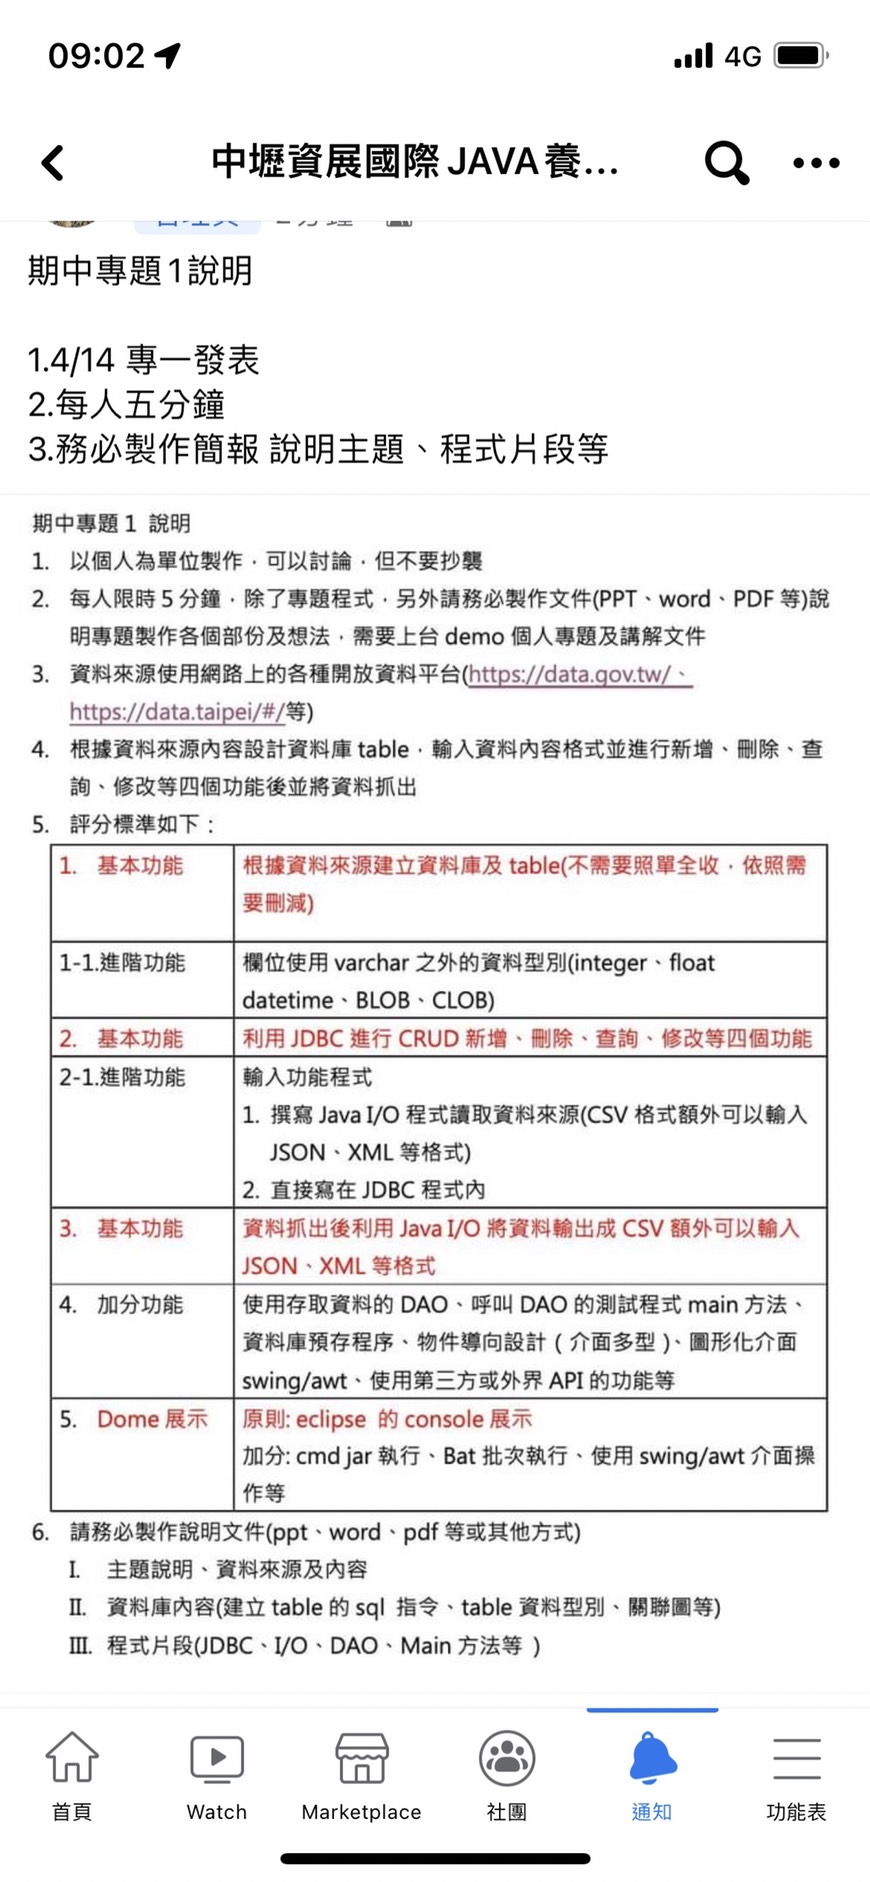 09:02
4G
中壢資展國際 JAVA養...
期中專題1說明
1.4/14 專一發表
2.每人五分鐘
3.務必製作簡報 說明主題、程式片段等
期中專題 1 說明
1. 以個人為單位製作，可以討論，但不要抄襲
2. 每人限時 5 分鐘，除了專題程式，另外請務必製作文件(PPT、word、PDF 等)說
明專題製作各個部份及想法，需要上台 demo 個人專題及講解文件
3. 資料來源使用網路上的各種開放資料平台(https://data.gov.tw/、
https://data.taipei/#/等)
4. 根據資料來源內容設計資料庫 table，輸入資料內容格式並進行新增、刪除、查
詢、修改等四個功能後並將資料抓出
5. 評分標準如下：
1. 基本功能 根據資料來源建立資料庫及 table(不需要照單全收，依照需
要刪減)
1-1.進階功能 欄位使用 varchar 之外的資料型別(integer、float
datetime、BLOB、CLOB)
2. 基本功能 利用 JDBC 進行 CRUD 新增、刪除、查詢、修改等四個功能
2-1.進階功能 輸入功能程式
1. 撰寫 Java I/O 程式讀取資料來源(CSV 格式額外可以輸入
JSON、XML 等格式)
2. 直接寫在 JDBC 程式內
3. 基本功能 資料抓出後利用 Java I/O 將資料輸出成 CSV 額外可以輸入
JSON、XML 等格式
4. 加分功能 使用存取資料的 DAO、呼叫 DAO 的測試程式 main 方法、
資料庫預存程序、物件導向設計 ( 介面多型 )、圖形化介面
swing/awt、使用第三方或外界 API 的功能等
5. Dome 展示 原則: eclipse 的 console 展示
加分: cmd jar 執行、Bat 批次執行、使用 swing/awt 介面操
作等
6. 請務必製作說明文件(ppt、word、pdf 等或其他方式)
I. 主題說明、資料來源及內容
II. 資料庫內容(建立 table 的 sql 指令、table 資料型別、關聯圖等)
III. 程式片段(JDBC、I/O、DAO、Main 方法等 )
首頁
Watch
Marketplace
社團
通知
功能表